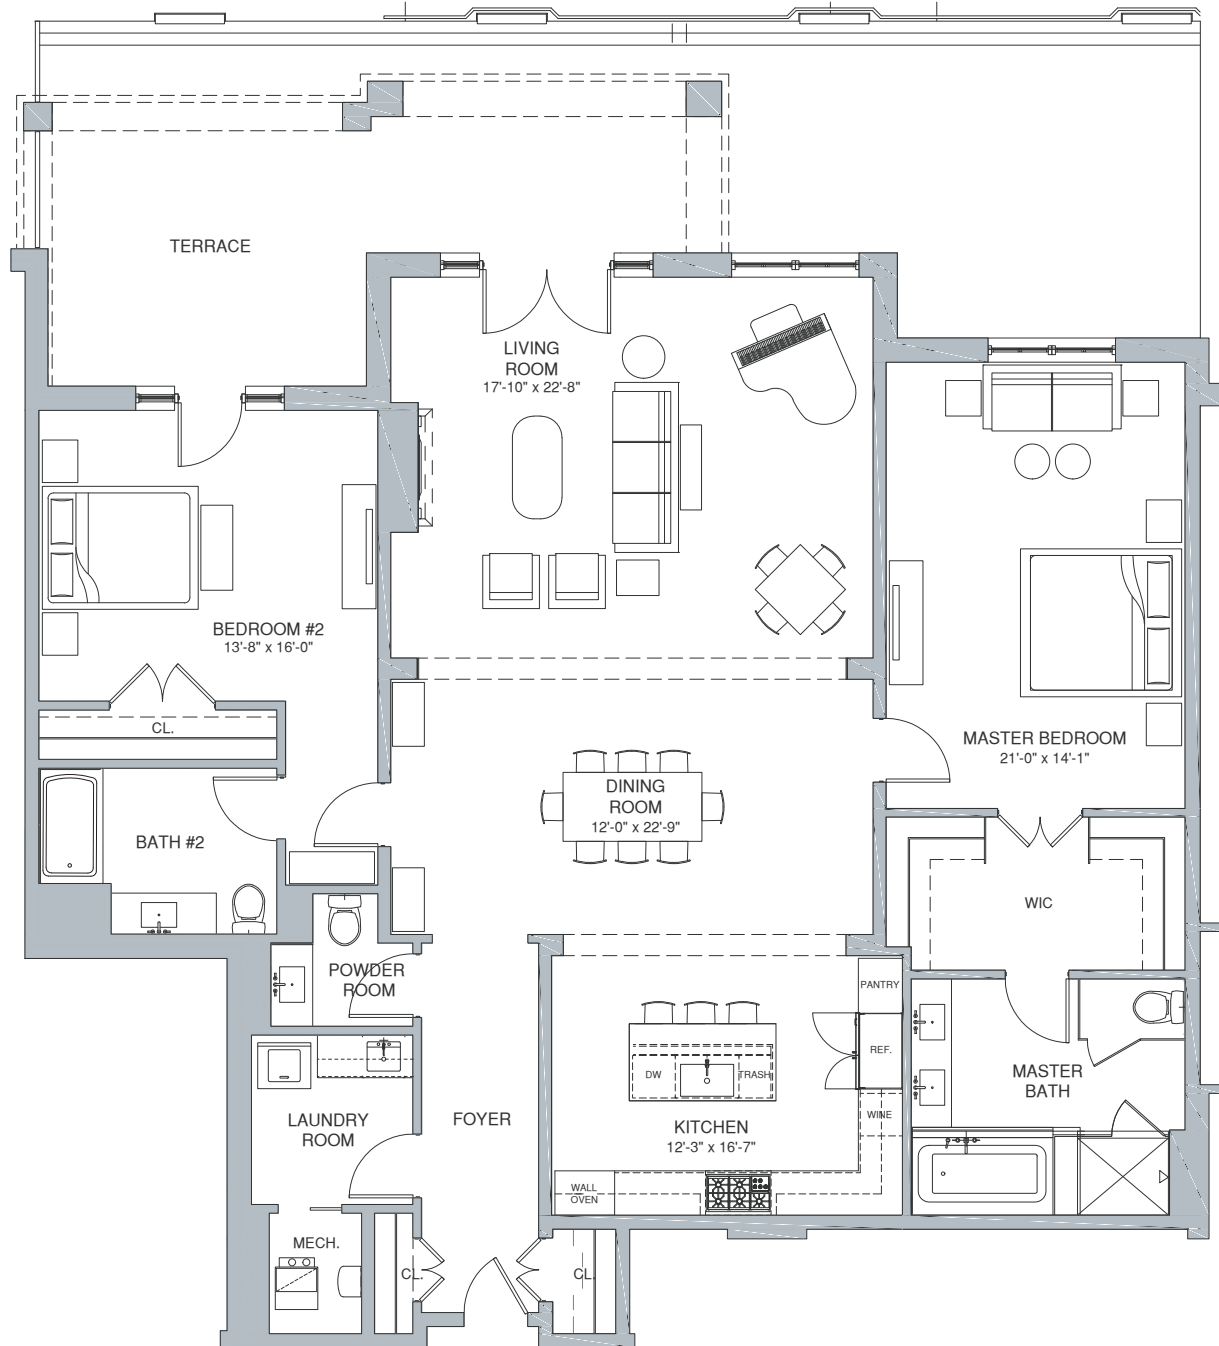 TERRACE
LIVING
ROOM
17'-10" x 22'-8"
BEDROOM #2
13'-8" x 16'-0"
CL.
MASTER BEDROOM
21'-0" x 14'-1"
DINING
ROOM
12'-0" x 22'-9"
BATH #2
WIC
POWDER
ROOM
PANTRY
REF.
DW
TRASH
MASTER
BATH
WINE
LAUNDRY
ROOM
FOYER
KITCHEN
12'-3" x 16'-7"
WALL
OVEN
MECH.
CL.
CL.